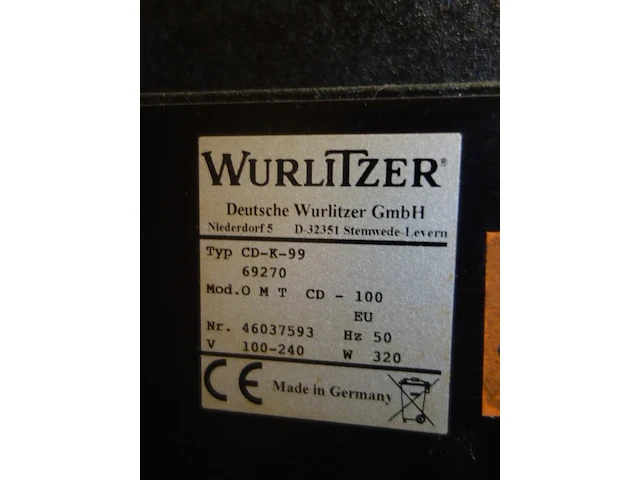 WURLITZER®
Deutsche Wurlitzer GmbH
Niederdorf 5 D-32351 Stemwede-Levern
Typ CD-K-99
69270
Mod.O M T CD - 100
EU
Nr. 46037593 Hz 50
V 100-240 W 320
CE Made in Germany